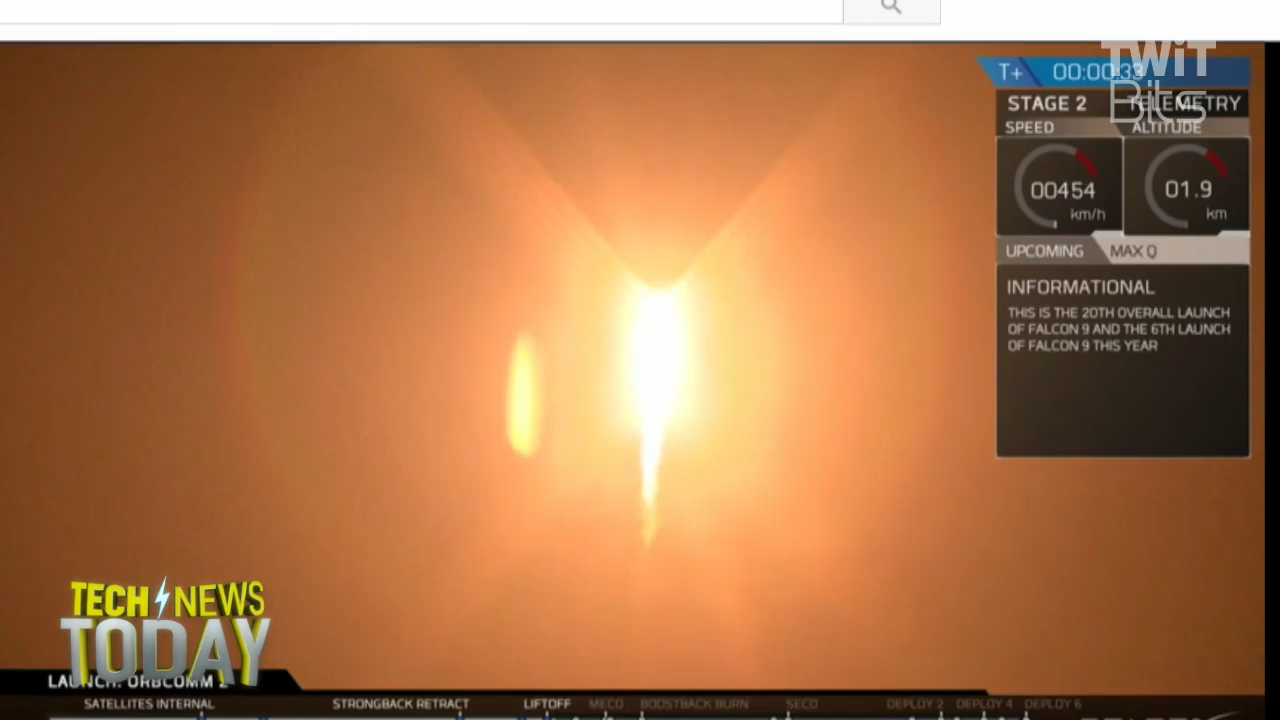 TWiT
Bits
T+ 00:00:33
STAGE 2 TELEMETRY
SPEED ALTITUDE
00454 01.9
km/h km
UPCOMING MAX Q
INFORMATIONAL
THIS IS THE 20TH OVERALL LAUNCH
OF FALCON 9 AND THE 6TH LAUNCH
OF FALCON 9 THIS YEAR
TECH NEWS
TODAY
LAUNCH: ORBCOMM 2
SATELLITES INTERNAL STRONGBACK RETRACT LIFTOFF MECO BOOSTBACK BURN SECO DEPLOY 2 DEPLOY 4 DEPLOY 6